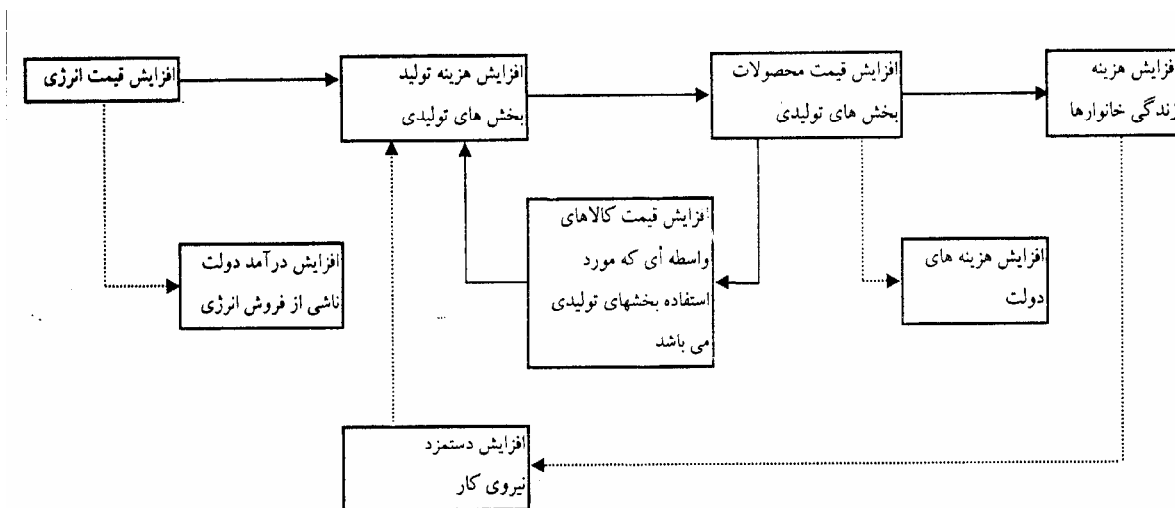 افزایش قیمت انرژی
افزایش هزینه تولید
بخش های تولیدی
افزایش قیمت محصولات
بخش های تولیدی
فزایش هزینه
زندگی خانوارها
افزایش قیمت کالاهای
واسطه أی که مورد
استفاده بخشهای تولیدی
می باشد
افزایش درآمد دولت
ناشی از فروش انرژی
افزایش هزینه های
دولت
افزایش دستمزد
نیروی کار